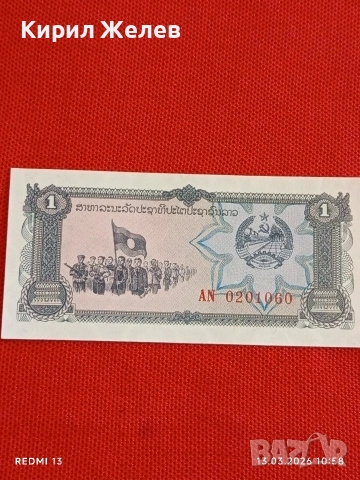 Кирил Желев
1
ສາທາລະນະລັດປະຊາທິປະໄຕປະຊາຊົນລາວ
1
AN 0201060
REDMI 13
13.03.2026 10:58
BAZAR